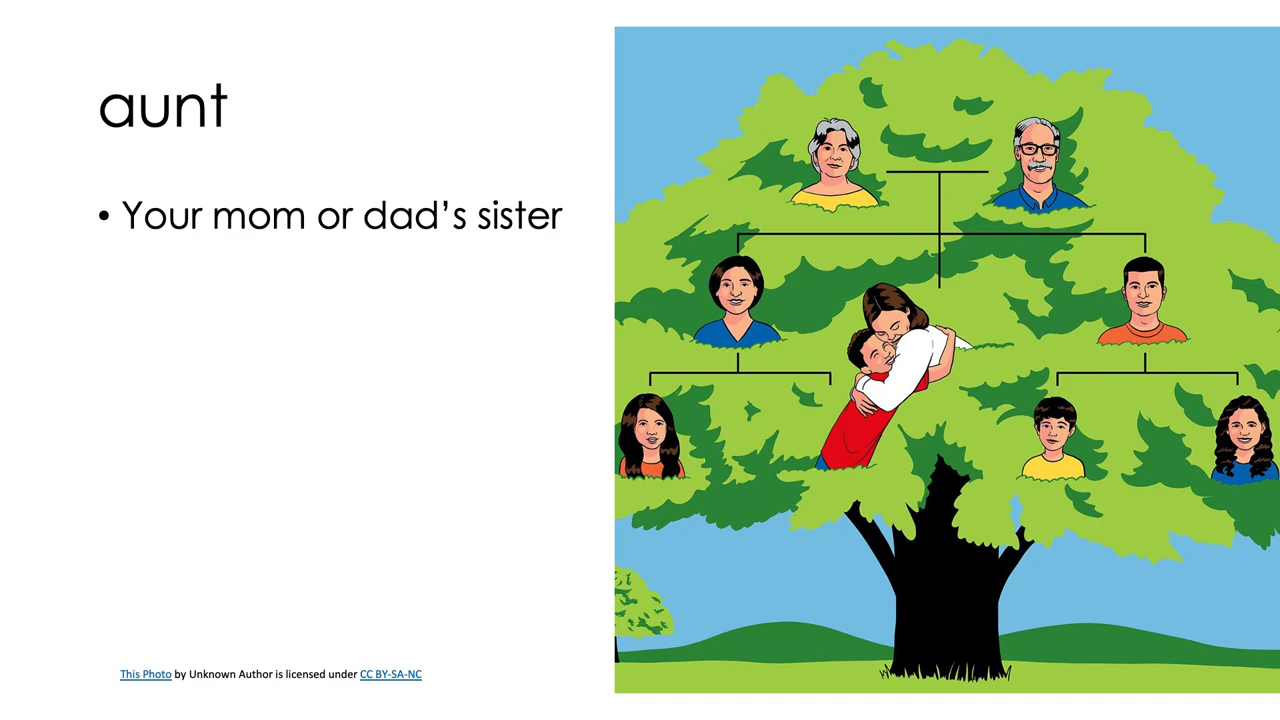 aunt
• Your mom or dad’s sister
This Photo by Unknown Author is licensed under CC BY-SA-NC